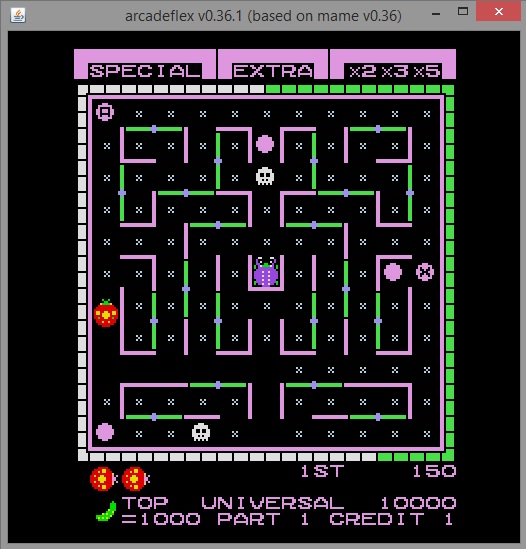 arcadeflex v0.36.1 (based on mame v0.36)
SPECIAL EXTRA x2x3x5
1ST 150
TOP UNIVERSAL 10000
=1000 PART 1 CREDIT 1